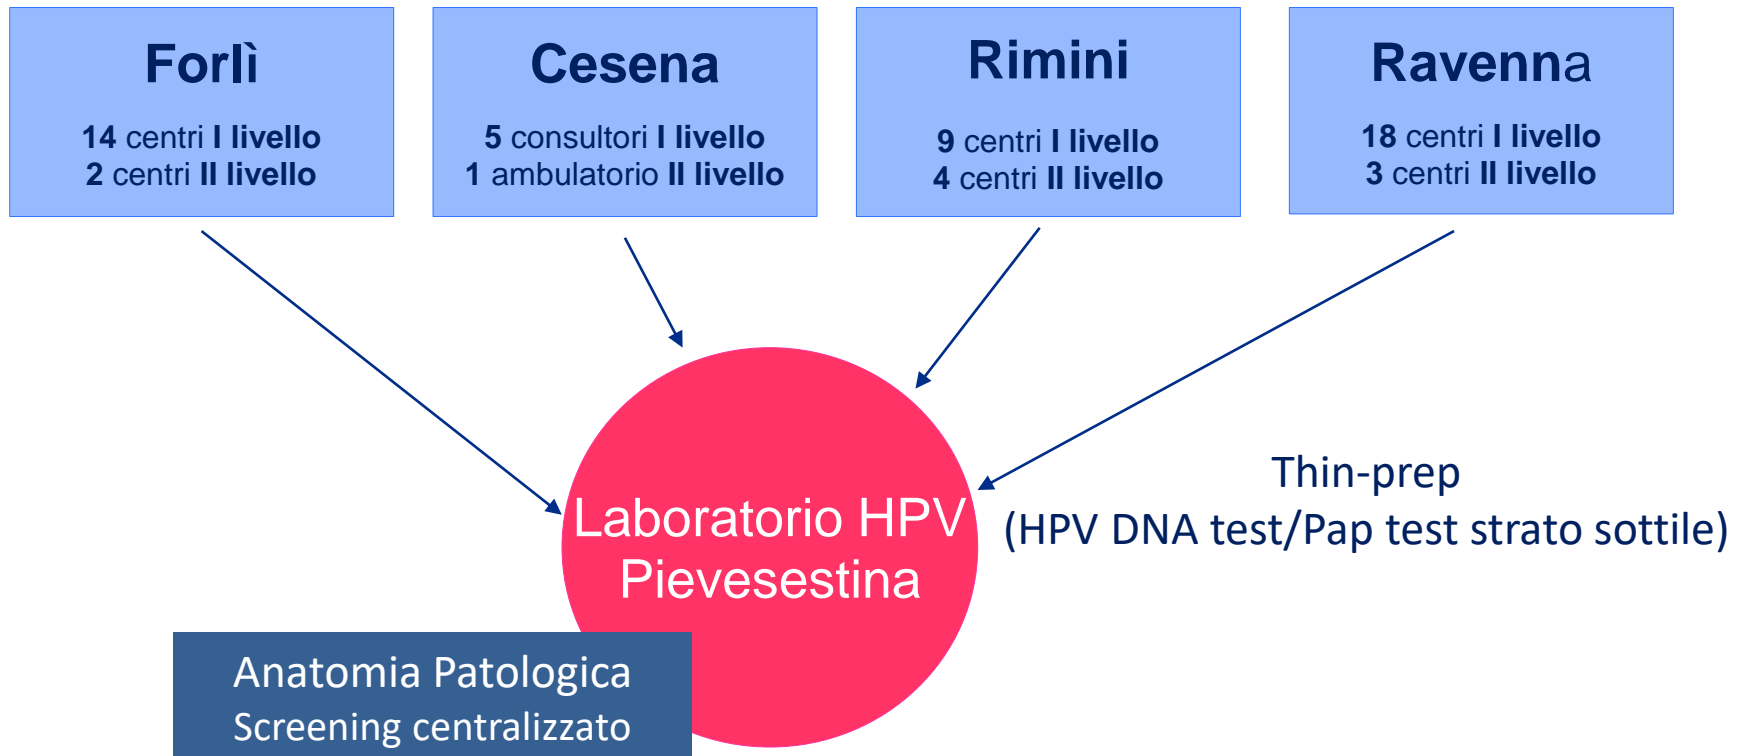 Forlì
14 centri I livello
2 centri II livello
Cesena
5 consultori I livello
1 ambulatorio II livello
Rimini
9 centri I livello
4 centri II livello
Ravenna
18 centri I livello
3 centri II livello
Laboratorio HPV
Pievesestina
Thin-prep
(HPV DNA test/Pap test strato sottile)
Anatomia Patologica
Screening centralizzato